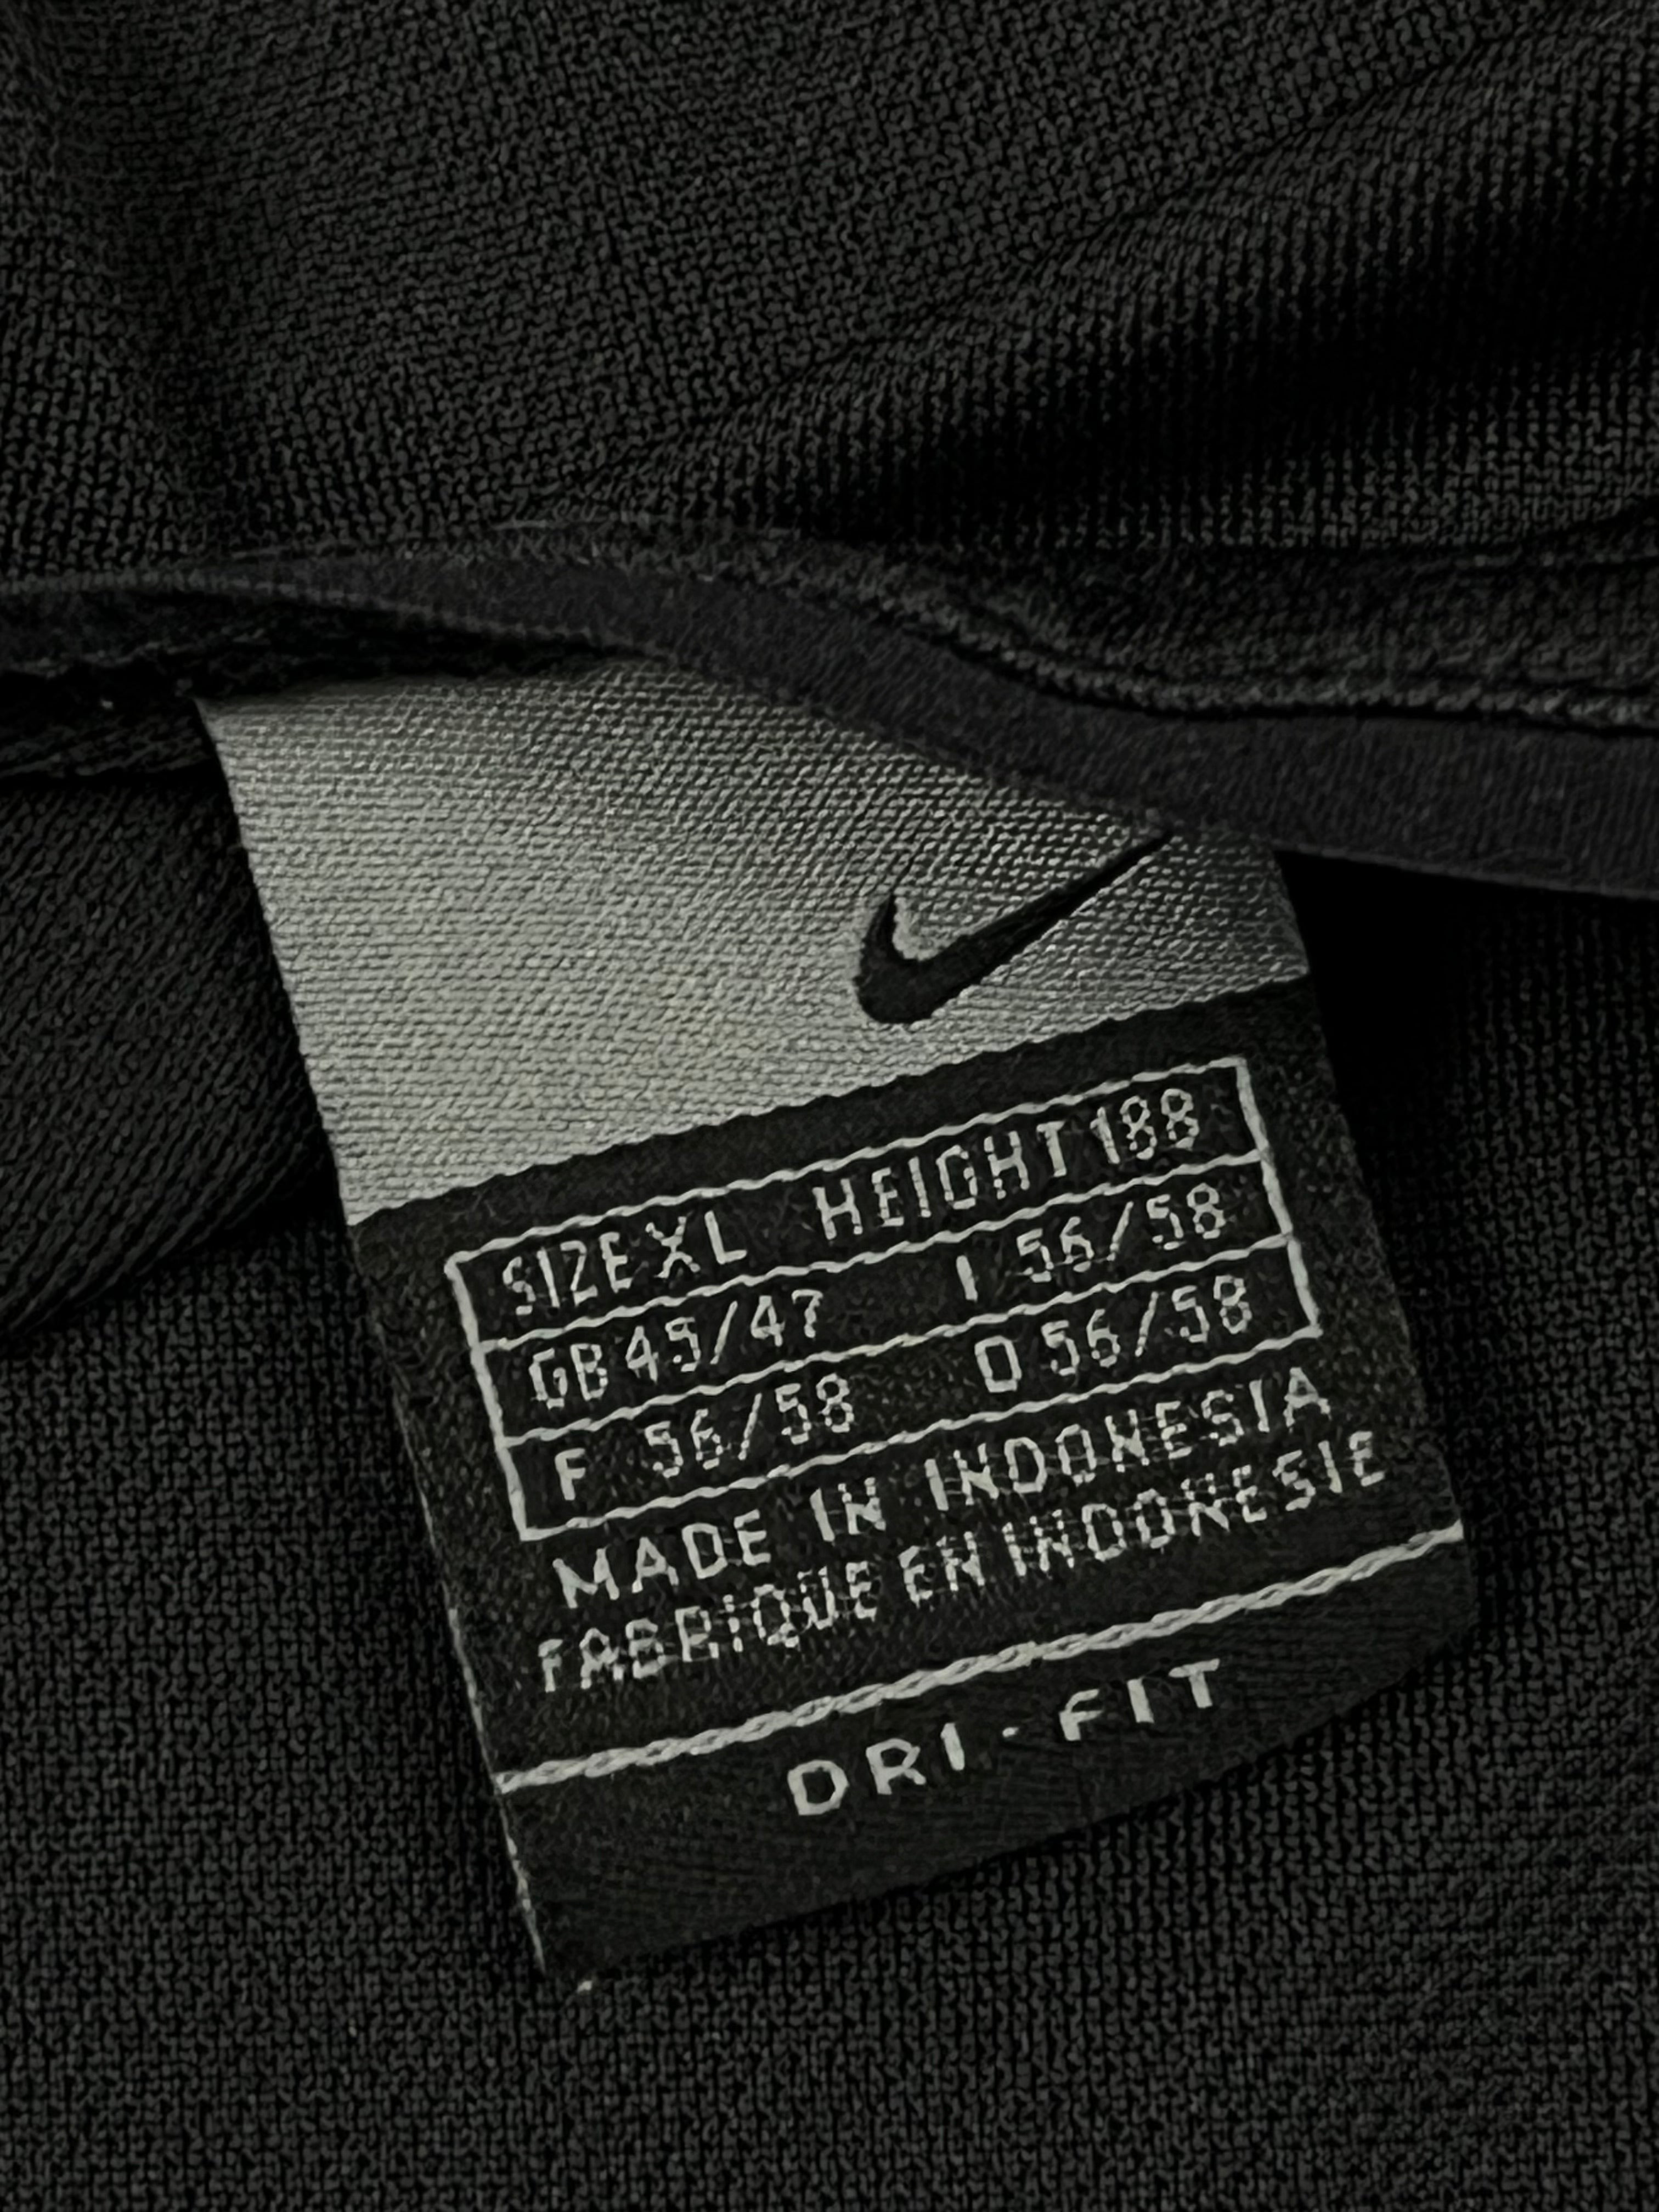 SIZE XL HEIGHT 188
GB 45/47 I 56/58
F 56/58 D 56/58
MADE IN INDONESIA
FABRIQUE EN INDONESIE
DRI-FIT